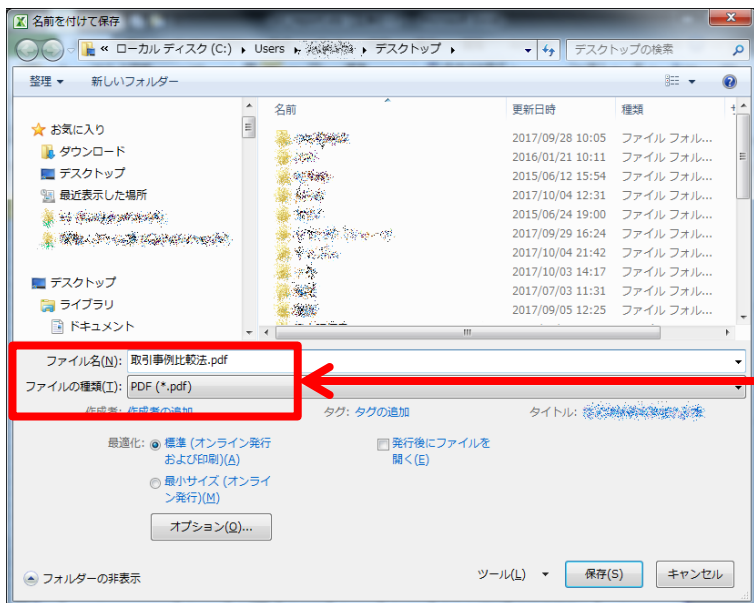 名前を付けて保存
« ローカル ディスク (C:) ▸ Users ▸ ▸ デスクトップ ▸
デスクトップの検索
整理 ▼ 新しいフォルダー
名前 更新日時 種類
お気に入り
ダウンロード
デスクトップ
最近表示した場所
デスクトップ
ライブラリ
ドキュメント
2017/09/28 10:05 ファイル フォル...
2016/01/21 10:11 ファイル フォル...
2015/06/12 15:54 ファイル フォル...
2017/10/04 12:31 ファイル フォル...
2015/06/24 19:00 ファイル フォル...
2017/09/29 16:24 ファイル フォル...
2017/10/04 21:42 ファイル フォル...
2017/10/03 14:17 ファイル フォル...
2017/07/03 11:31 ファイル フォル...
2017/09/05 12:25 ファイル フォル...
ファイル名(N): 取引事例比較法.pdf
ファイルの種類(T): PDF (*.pdf)
作成者: 作成者の追加 タグ: タグの追加 タイトル:
最適化: 標準 (オンライン発行
および印刷)(A)
最小サイズ (オンライ
ン発行)(M)
発行後にファイルを
開く(E)
オプション(O)...
フォルダーの非表示
ツール(L) ▼ 保存(S) キャンセル